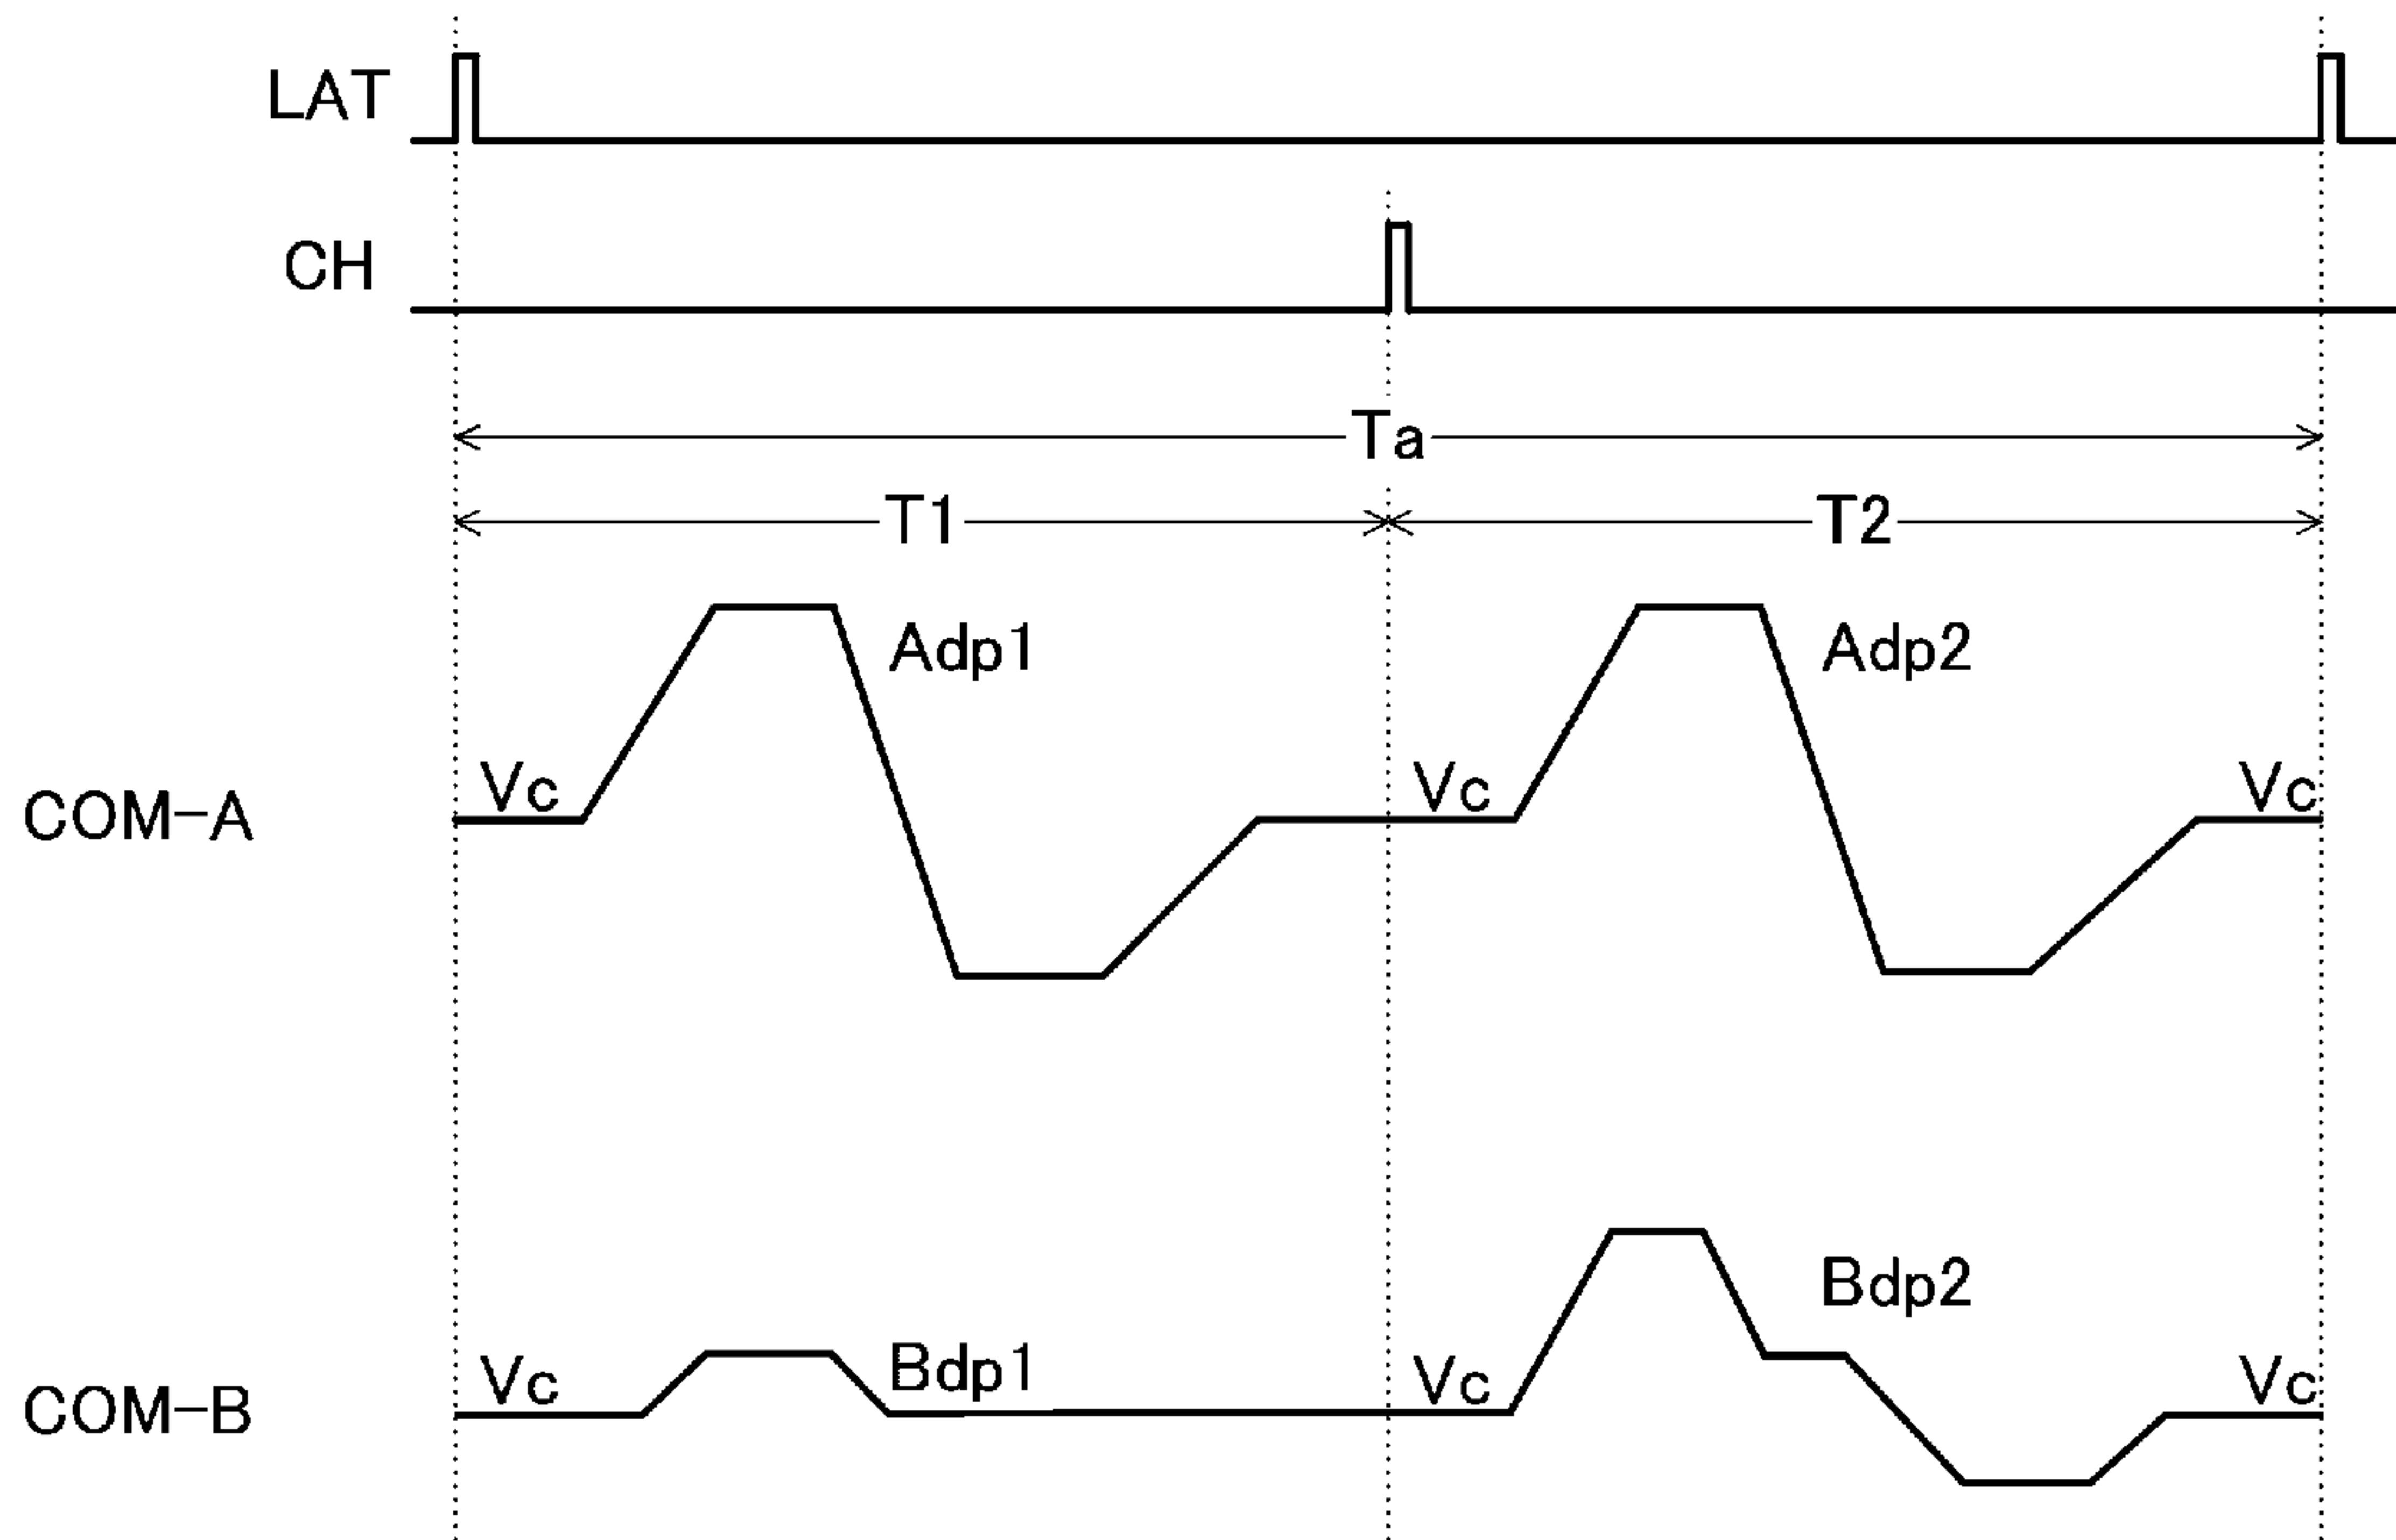 LAT
CH
Ta
T1 T2
Adp1 Adp2
COM-A Vc Vc Vc
Bdp2
COM-B Vc Bdp1 Vc Vc